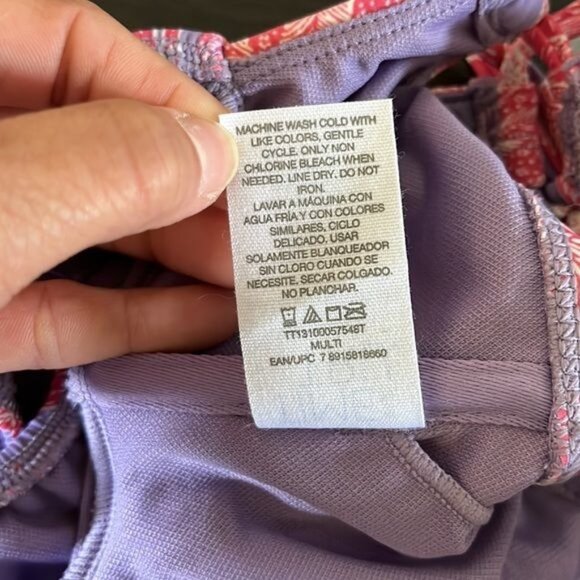 MACHINE WASH COLD WITH
LIKE COLORS, GENTLE
CYCLE. ONLY NON
CHLORINE BLEACH WHEN
NEEDED. LINE DRY. DO NOT
IRON.
LAVAR A MÁQUINA CON
AGUA FRÍA Y CON COLORES
SIMILARES, CICLO
DELICADO. USAR
SOLAMENTE BLANQUEADOR
SIN CLORO CUANDO SE
NECESITE. SECAR COLGADO.
NO PLANCHAR.
TT13100057548T
MULTI
EAN/UPC 7 8915818660